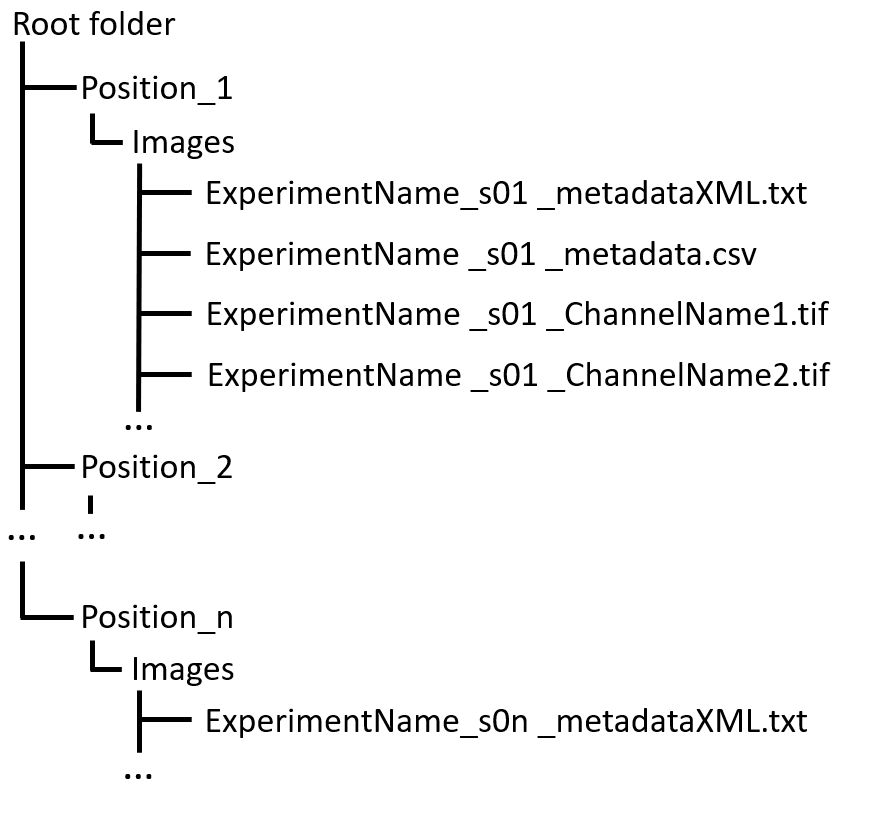 Root folder
Position_1
Images
ExperimentName_s01 _metadataXML.txt
ExperimentName _s01 _metadata.csv
ExperimentName _s01 _ChannelName1.tif
ExperimentName _s01 _ChannelName2.tif
...
Position_2
... ...
Position_n
Images
ExperimentName_s0n _metadataXML.txt
...